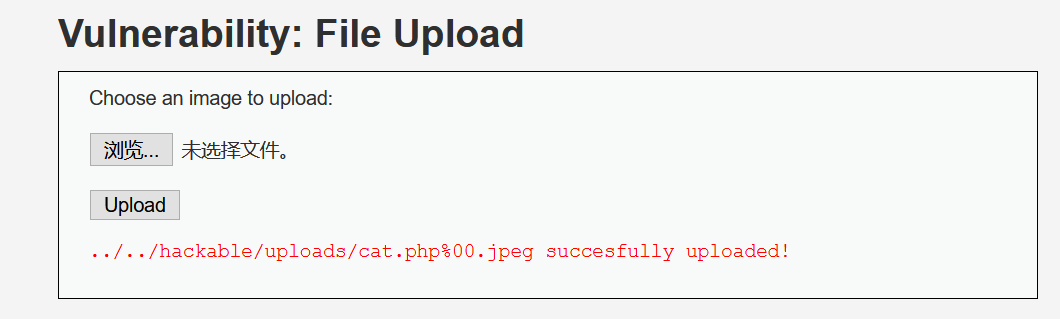 Vulnerability: File Upload
Choose an image to upload:
浏览... 未选择文件。
Upload
../../hackable/uploads/cat.php%00.jpeg succesfully uploaded!